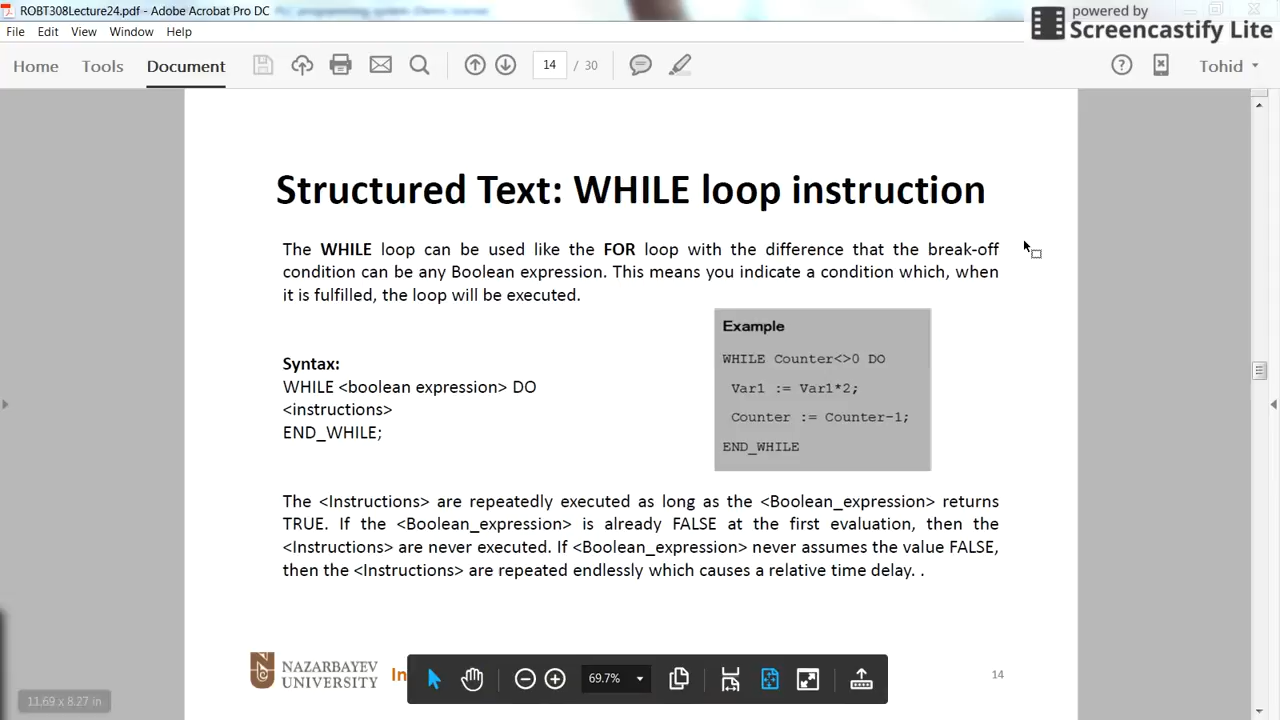 ROBT308Lecture24.pdf - Adobe Acrobat Pro DC
powered by
Screencastify Lite
File Edit View Window Help
Home Tools Document 14 / 30 Tohid
Structured Text: WHILE loop instruction
The WHILE loop can be used like the FOR loop with the difference that the break-off
condition can be any Boolean expression. This means you indicate a condition which, when
it is fulfilled, the loop will be executed.
Syntax:
WHILE <boolean expression> DO
<instructions>
END_WHILE;
Example
WHILE Counter<>0 DO
Var1 := Var1*2;
Counter := Counter-1;
END_WHILE
The <Instructions> are repeatedly executed as long as the <Boolean_expression> returns
TRUE. If the <Boolean_expression> is already FALSE at the first evaluation, then the
<Instructions> are never executed. If <Boolean_expression> never assumes the value FALSE,
then the <Instructions> are repeated endlessly which causes a relative time delay. .
NAZARBAYEV
UNIVERSITY
In
69.7%
14
11.69 x 8.27 in